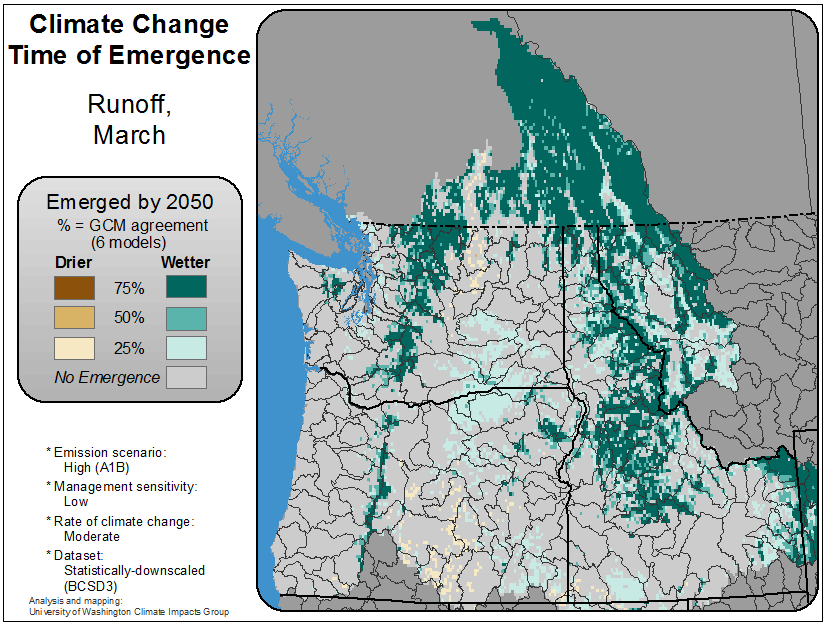 Climate Change
Time of Emergence
Runoff,
March
Emerged by 2050
% = GCM agreement
(6 models)
Drier Wetter
75%
50%
25%
No Emergence
* Emission scenario:
High (A1B)
* Management sensitivity:
Low
* Rate of climate change:
Moderate
* Dataset:
Statistically-downscaled
(BCSD3)
Analysis and mapping:
University of Washington Climate Impacts Group